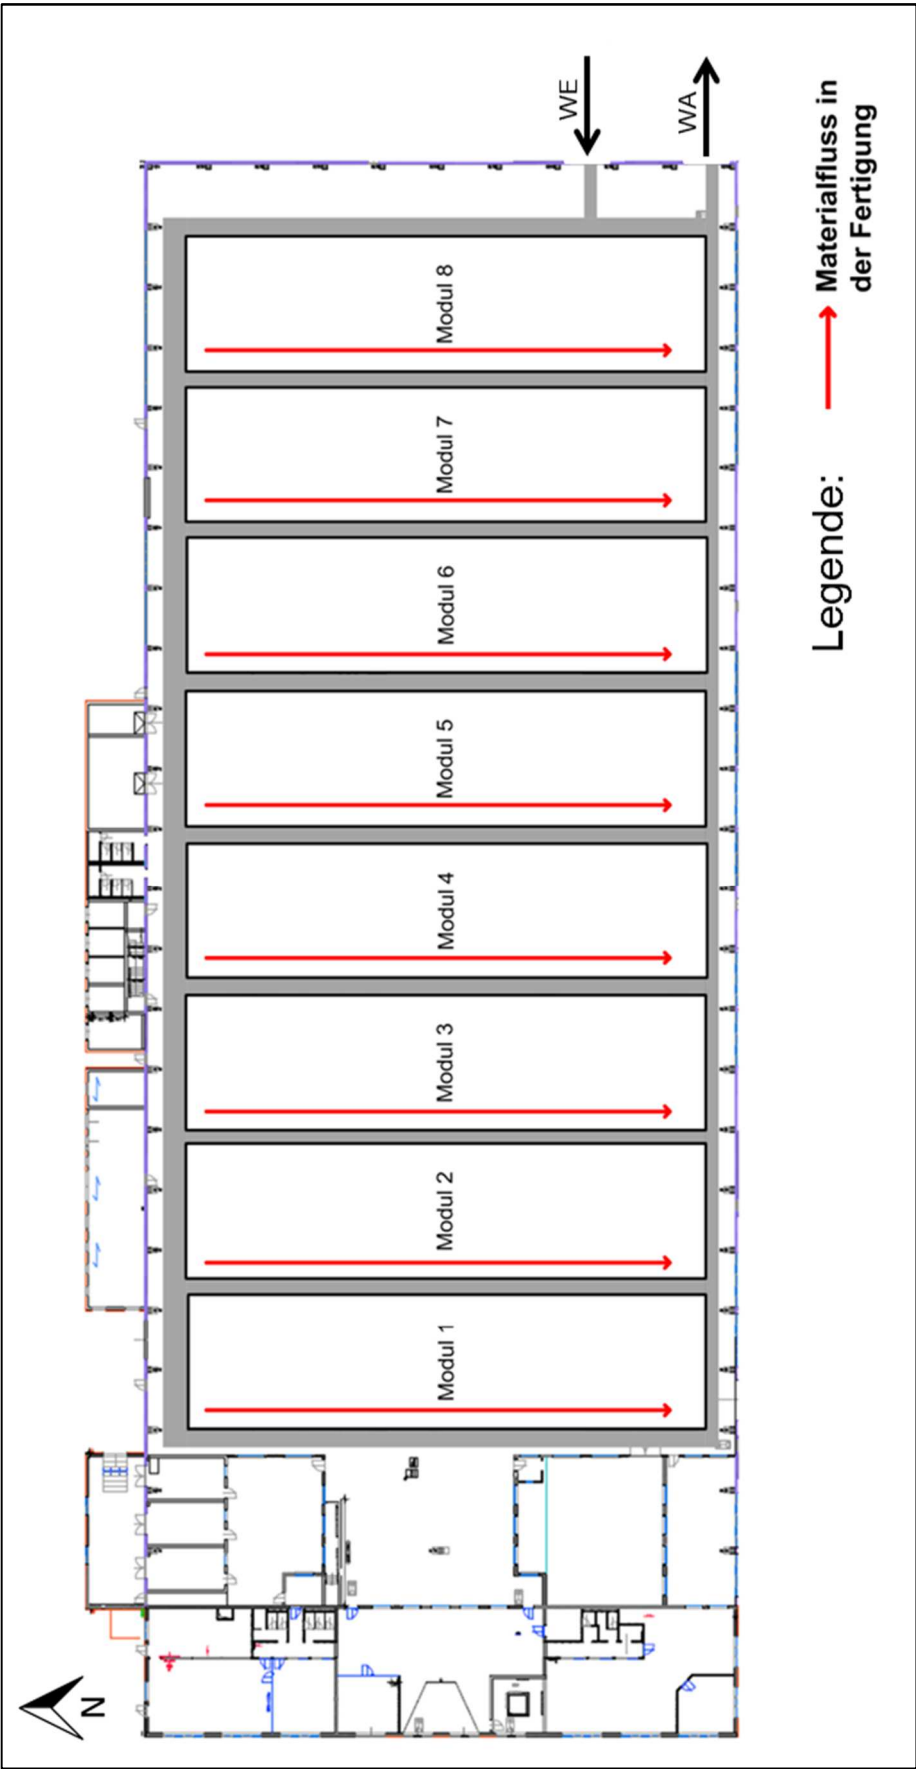 N
Modul 1
Modul 2
Modul 3
Modul 4
Modul 5
Modul 6
Modul 7
Modul 8
WE
WA
Legende:
Materialfluss in
der Fertigung